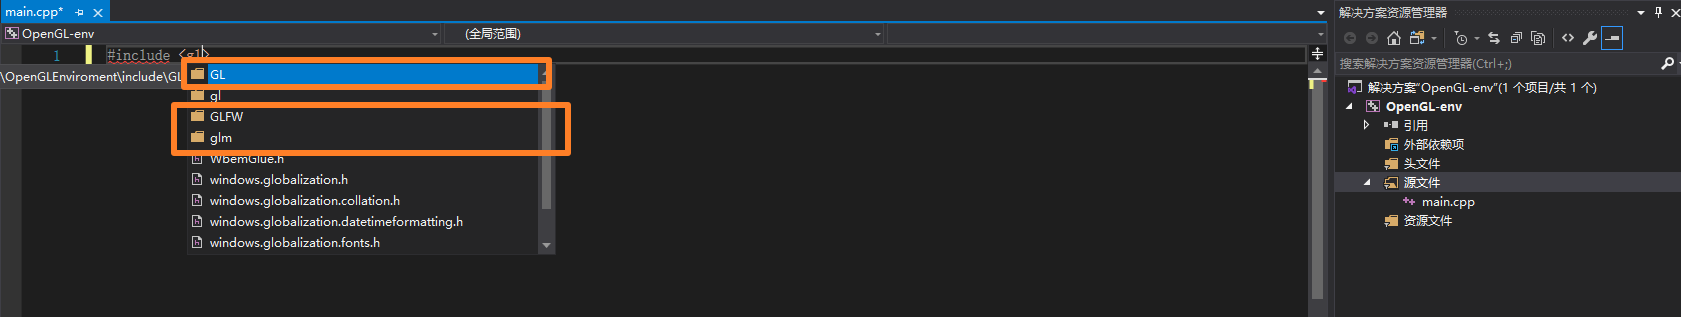 main.cpp*
OpenGL-env
(全局范围)
1
#include <gl>
\OpenGLEnviroment\include\GL
GL
gl
GLFW
glm
WbemGlue.h
windows.globalization.h
windows.globalization.collation.h
windows.globalization.datetimeformatting.h
windows.globalization.fonts.h
解决方案资源管理器
搜索解决方案资源管理器(Ctrl+;)
解决方案"OpenGL-env"(1 个项目/共 1 个)
OpenGL-env
引用
外部依赖项
头文件
源文件
main.cpp
资源文件